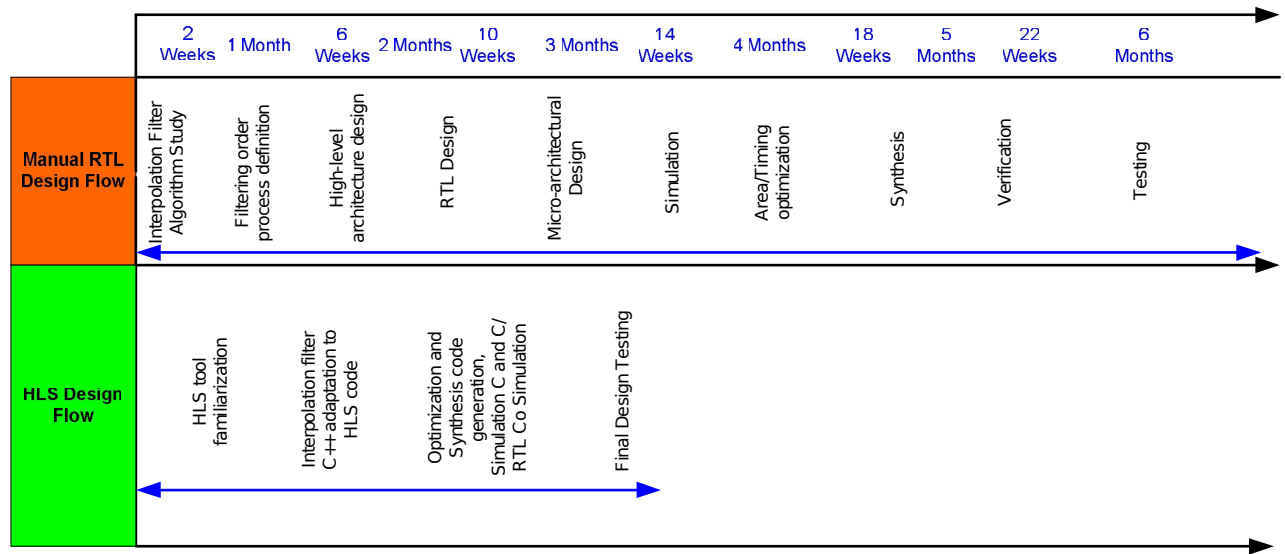 2
Weeks
1 Month
6
Weeks
2 Months
10
Weeks
3 Months
14
Weeks
4 Months
18
Weeks
5
Months
22
Weeks
6
Months
Manual RTL
Design Flow
Interpolation Filter
Algorithm Study
Filtering order
process definition
High-level
architecture design
RTL Design
Micro-architectural
Design
Simulation
Area/Timing
optimization
Synthesis
Verification
Testing
HLS Design
Flow
HLS tool
familiarization
Interpolation filter
C++ adaptation to
HLS code
Optimization and
Synthesis code
generation,
Simulation C and C/
RTL Co Simulation
Final Design Testing